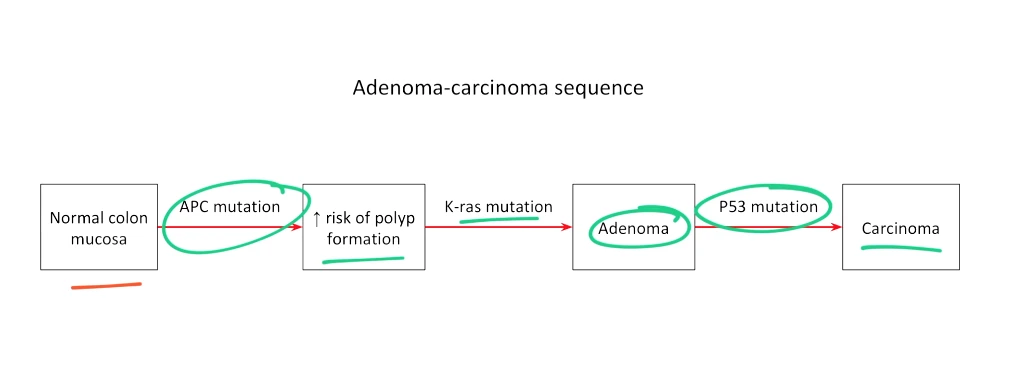 Adenoma-carcinoma sequence
Normal colon
mucosa
APC mutation
↑ risk of polyp
formation
K-ras mutation
Adenoma
P53 mutation
Carcinoma